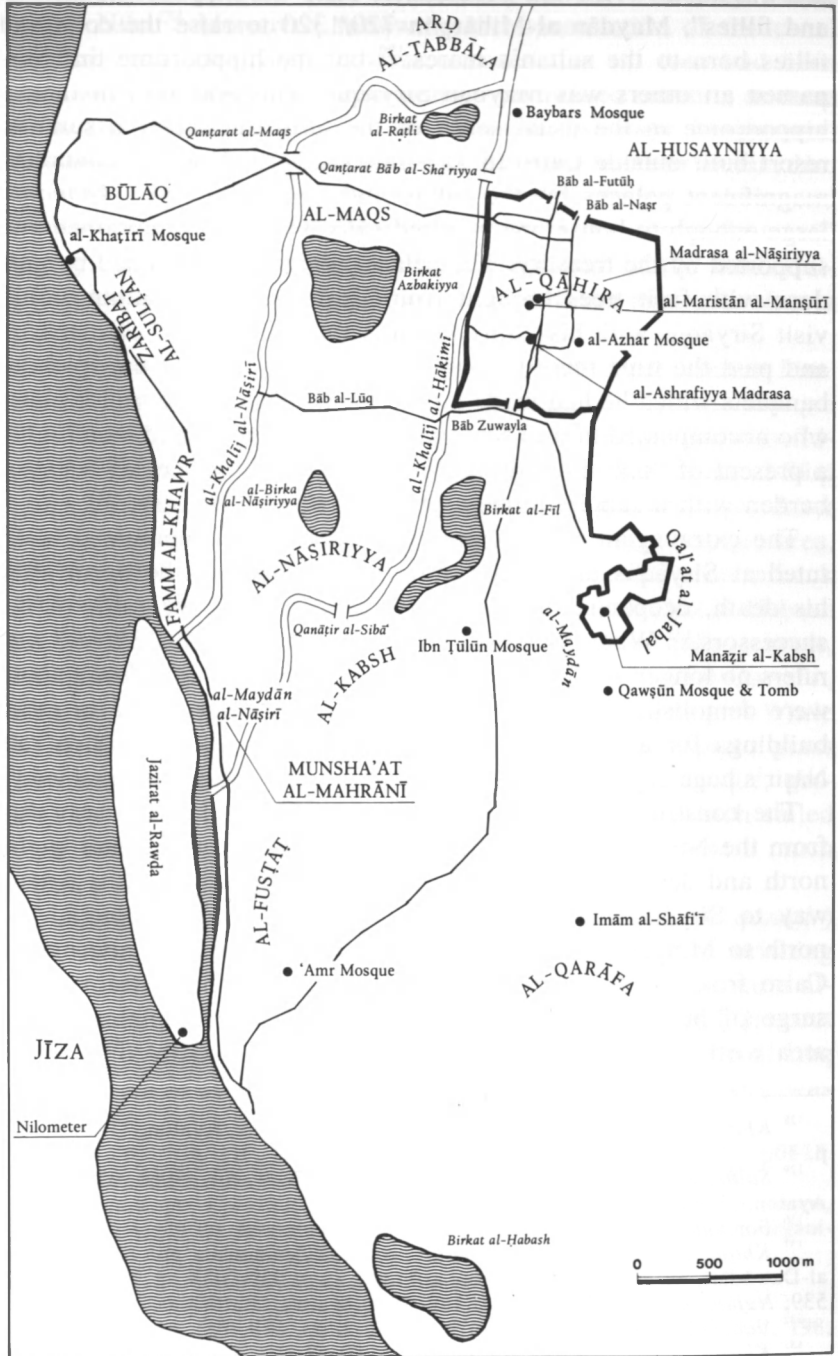 ARD
AL-ṬABBĀLA
Birkat
al-Raṭli
Baybars Mosque
Qanṭarat al-Maqs
AL-ḤUSAYNIYYA
Qanṭarat Bāb al-Sha'riyya
Bāb al-Futūḥ
BŪLĀQ
Bāb al-Naṣr
AL-MAQS
al-Khaṭīrī Mosque
Madrasa al-Nāṣiriyya
Birkat
Azbakiyya
AL-QĀHIRA
al-Maristān al-Manṣūrī
ZARĪBAT
AL-SULṬĀN
al-Azhar Mosque
al-Khalīj al-Nāṣirī
al-Khalīj al-Ḥākimī
al-Ashrafiyya Madrasa
Bāb al-Lūq
Bāb Zuwayla
al-Birka
al-Nāṣiriyya
Birkat al-Fīl
FAMM AL-KHAWR
AL-NĀṢIRIYYA
Qal'at al-Jabal
Qanāṭir al-Sibā'
al-Maydān
Ibn Ṭūlūn Mosque
Manāẓir al-Kabsh
AL-KABSH
Qawṣūn Mosque & Tomb
al-Maydān
al-Nāṣirī
Jazirat al-Rawḍa
MUNSHA'AT
AL-MAHRĀNĪ
AL-FUSṬĀṬ
Imām al-Shāfi'ī
'Amr Mosque
AL-QARĀFA
JĪZA
Nilometer
Birkat al-Ḥabash
0 500 1000 m